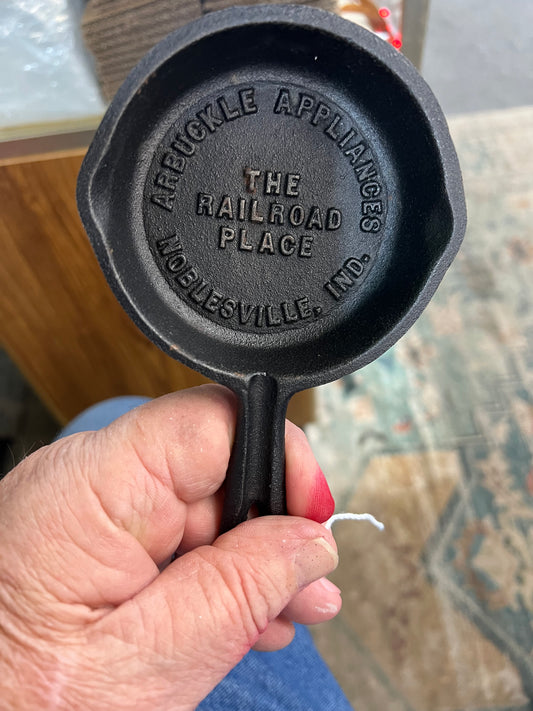 ARBUCKLE APPLIANCES
THE
RAILROAD
PLACE
NOBLESVILLE, IND.